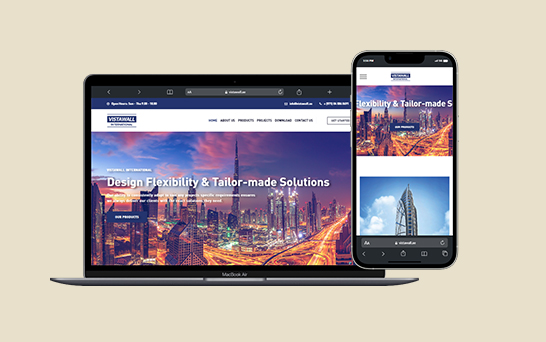 vistawall.ae
Open Hours: Sun - Thu 9.00 - 18.00
info@vistawall.ae
VISTAWALL
INTERNATIONAL
HOME ABOUT US PRODUCTS PROJECTS DOWNLOAD CONTACT US
GET STARTED
VISTAWALL INTERNATIONAL
Design Flexibility & Tailor-made Solutions
OUR PRODUCTS
MacBook Air
VISTAWALL
Flexibility & Tailor-made S
OUR PRODUCTS
AA vistawall.ae